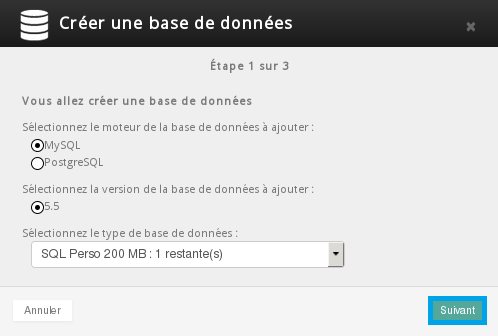 Créer une base de données
Étape 1 sur 3
Vous allez créer une base de données
Sélectionnez le moteur de la base de données à ajouter :
MySQL
PostgreSQL
Sélectionnez la version de la base de données à ajouter :
5.5
Sélectionnez le type de base de données :
SQL Perso 200 MB : 1 restante(s)
Annuler
Suivant